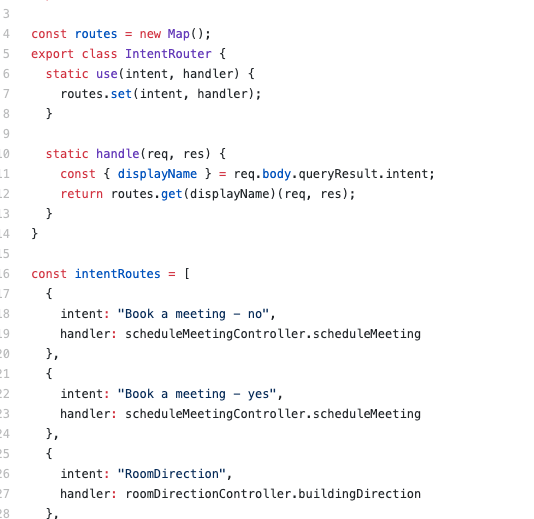 3
4 const routes = new Map();
5 export class IntentRouter {
6   static use(intent, handler) {
7     routes.set(intent, handler);
8   }
9
10   static handle(req, res) {
11     const { displayName } = req.body.queryResult.intent;
12     return routes.get(displayName)(req, res);
13   }
14 }
15
16 const intentRoutes = [
17   {
18     intent: "Book a meeting – no",
19     handler: scheduleMeetingController.scheduleMeeting
20   },
21   {
22     intent: "Book a meeting – yes",
23     handler: scheduleMeetingController.scheduleMeeting
24   },
25   {
26     intent: "RoomDirection",
27     handler: roomDirectionController.buildingDirection
28   },